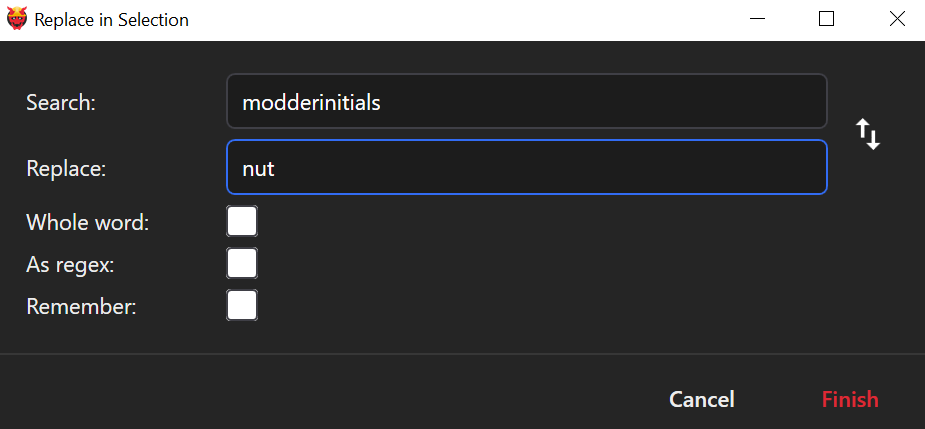 Replace in Selection
Search:
modderinitials
Replace:
nut
Whole word:
As regex:
Remember:
Cancel
Finish